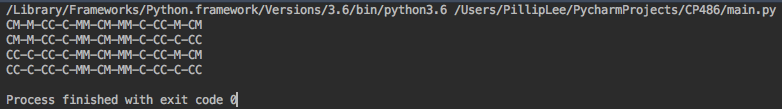 /Library/Frameworks/Python.framework/Versions/3.6/bin/python3.6 /Users/PillipLee/PycharmProjects/CP486/main.py
CM-M-CC-C-MM-CM-MM-C-CC-M-CM
CM-M-CC-C-MM-CM-MM-C-CC-C-CC
CC-C-CC-C-MM-CM-MM-C-CC-M-CM
CC-C-CC-C-MM-CM-MM-C-CC-C-CC
Process finished with exit code 0